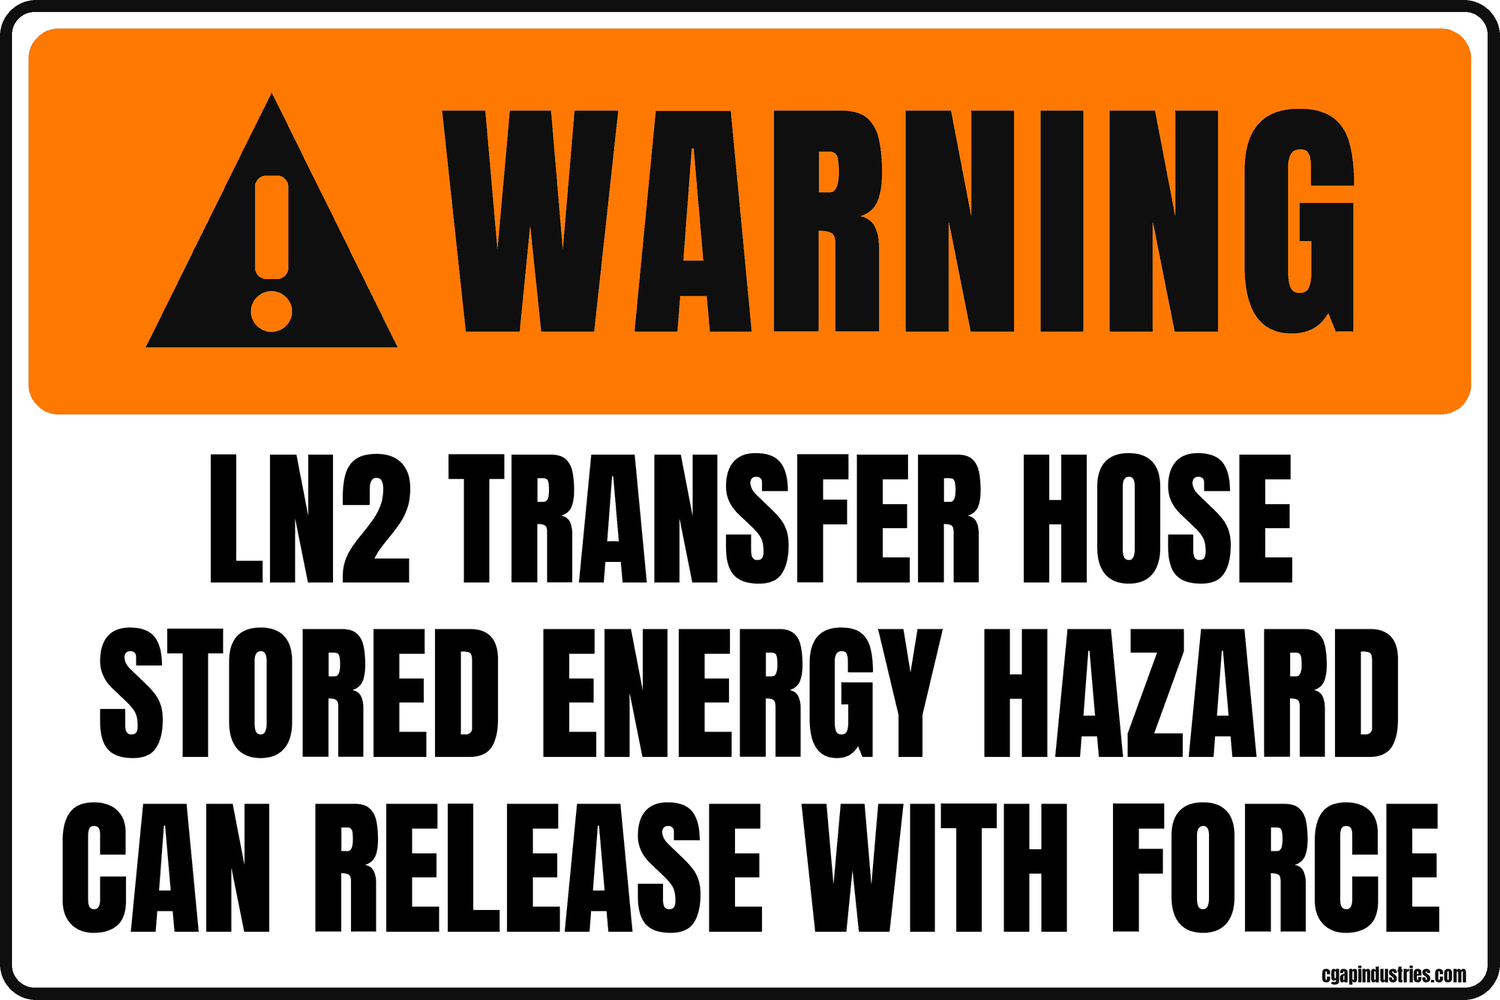 WARNING
LN2 TRANSFER HOSE
STORED ENERGY HAZARD
CAN RELEASE WITH FORCE
cgapindustries.com